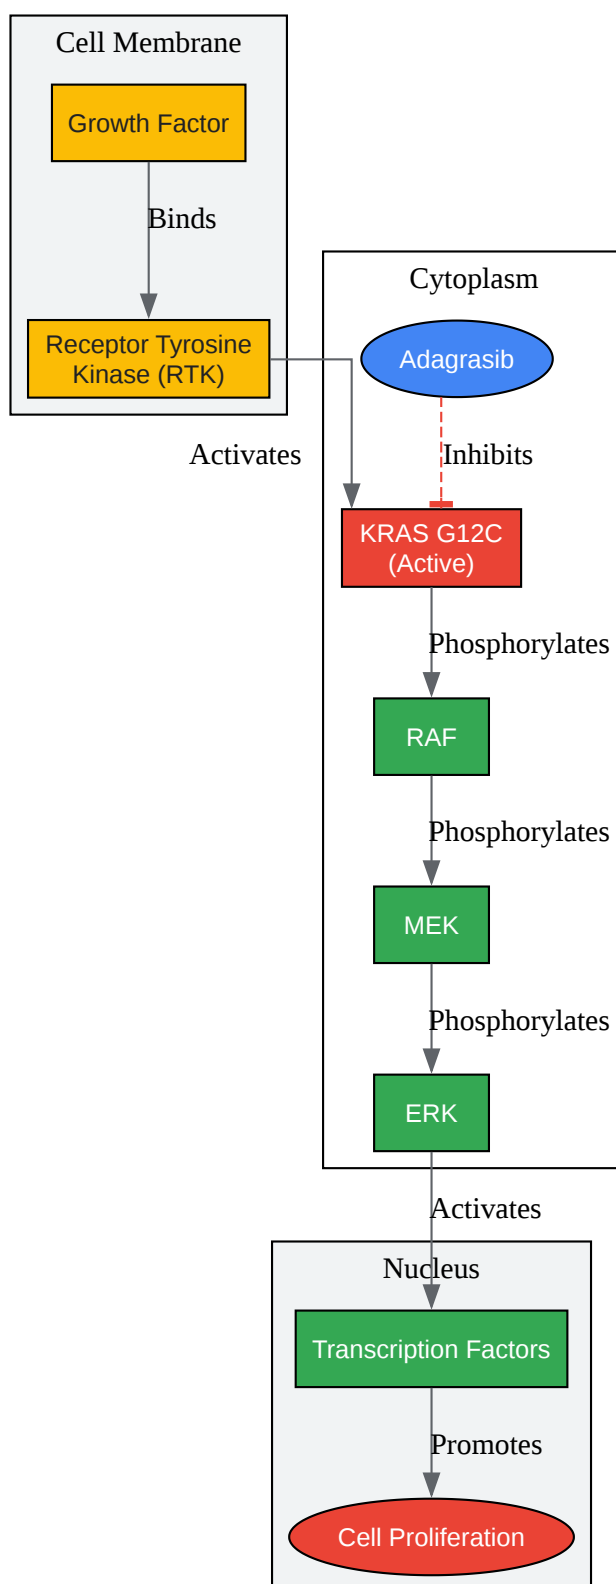 Cell Membrane
Growth Factor
Binds
Receptor Tyrosine
Kinase (RTK)
Activates
Cytoplasm
Adagrasib
Inhibits
KRAS G12C
(Active)
Phosphorylates
RAF
Phosphorylates
MEK
Phosphorylates
ERK
Activates
Nucleus
Transcription Factors
Promotes
Cell Proliferation